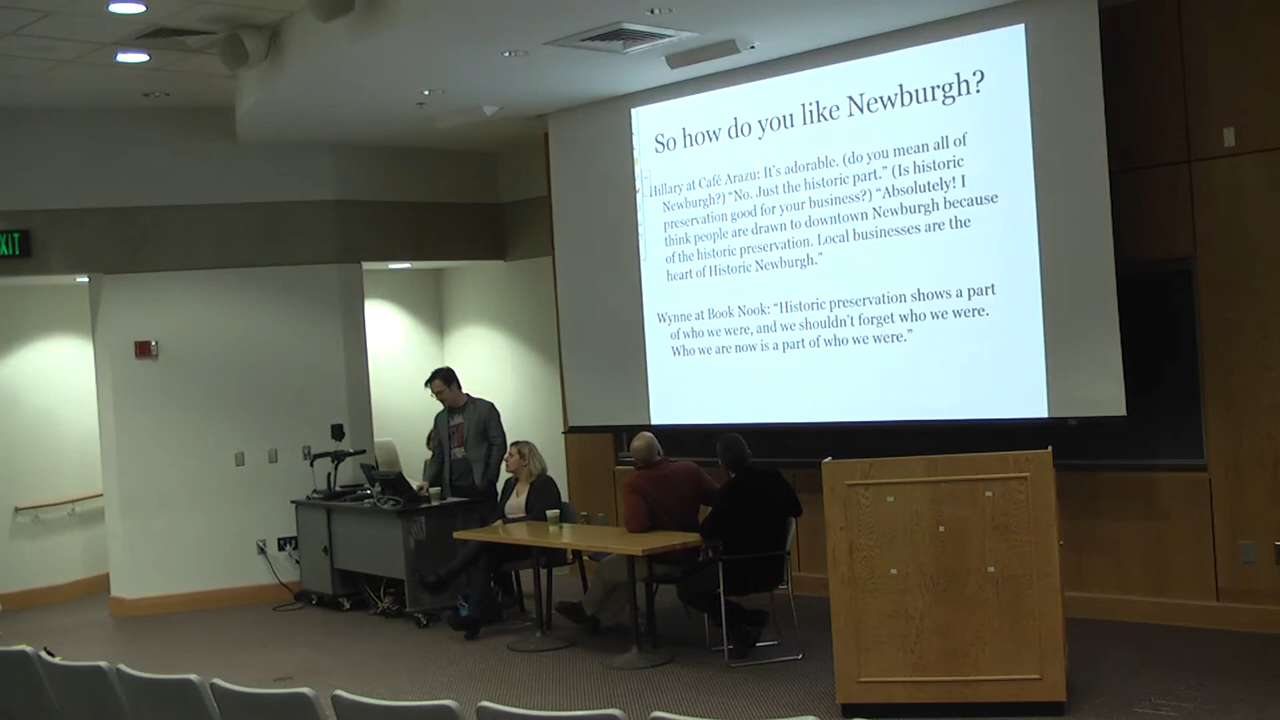 So how do you like Newburgh?
Hillary at Café Arazu: It's adorable. (do you mean all of
Newburgh?) “No. Just the historic part.” (Is historic
preservation good for your business?) “Absolutely! I
think people are drawn to downtown Newburgh because
of the historic preservation. Local businesses are the
heart of Historic Newburgh.”
Wynne at Book Nook: “Historic preservation shows a part
of who we were, and we shouldn't forget who we were.
Who we are now is a part of who we were.”
EXIT